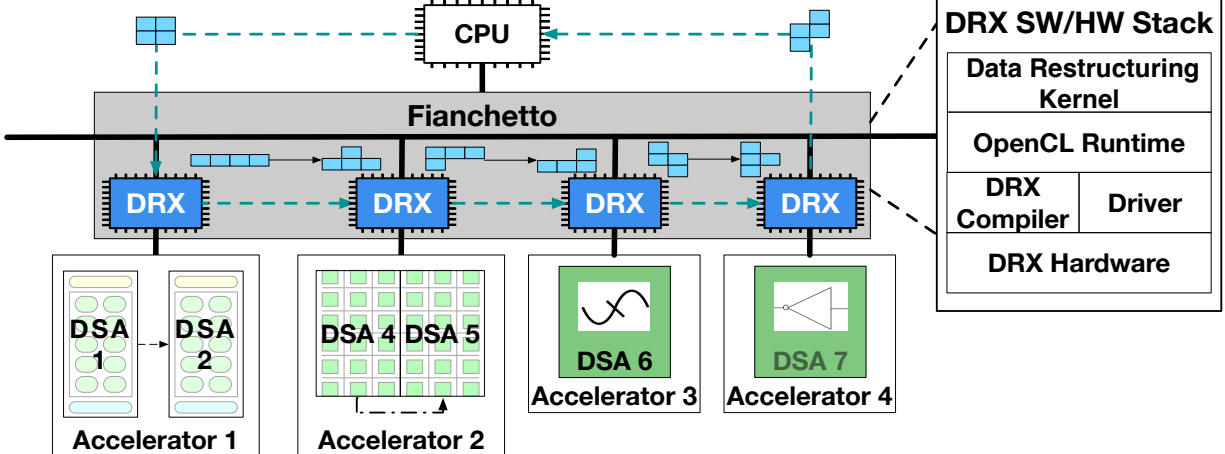 CPU
Fianchetto
DRX
DRX
DRX
DRX
DSA
1
DSA
2
Accelerator 1
DSA 4
DSA 5
Accelerator 2
DSA 6
Accelerator 3
DSA 7
Accelerator 4
DRX SW/HW Stack
Data Restructuring
Kernel
OpenCL Runtime
DRX
Compiler
Driver
DRX Hardware